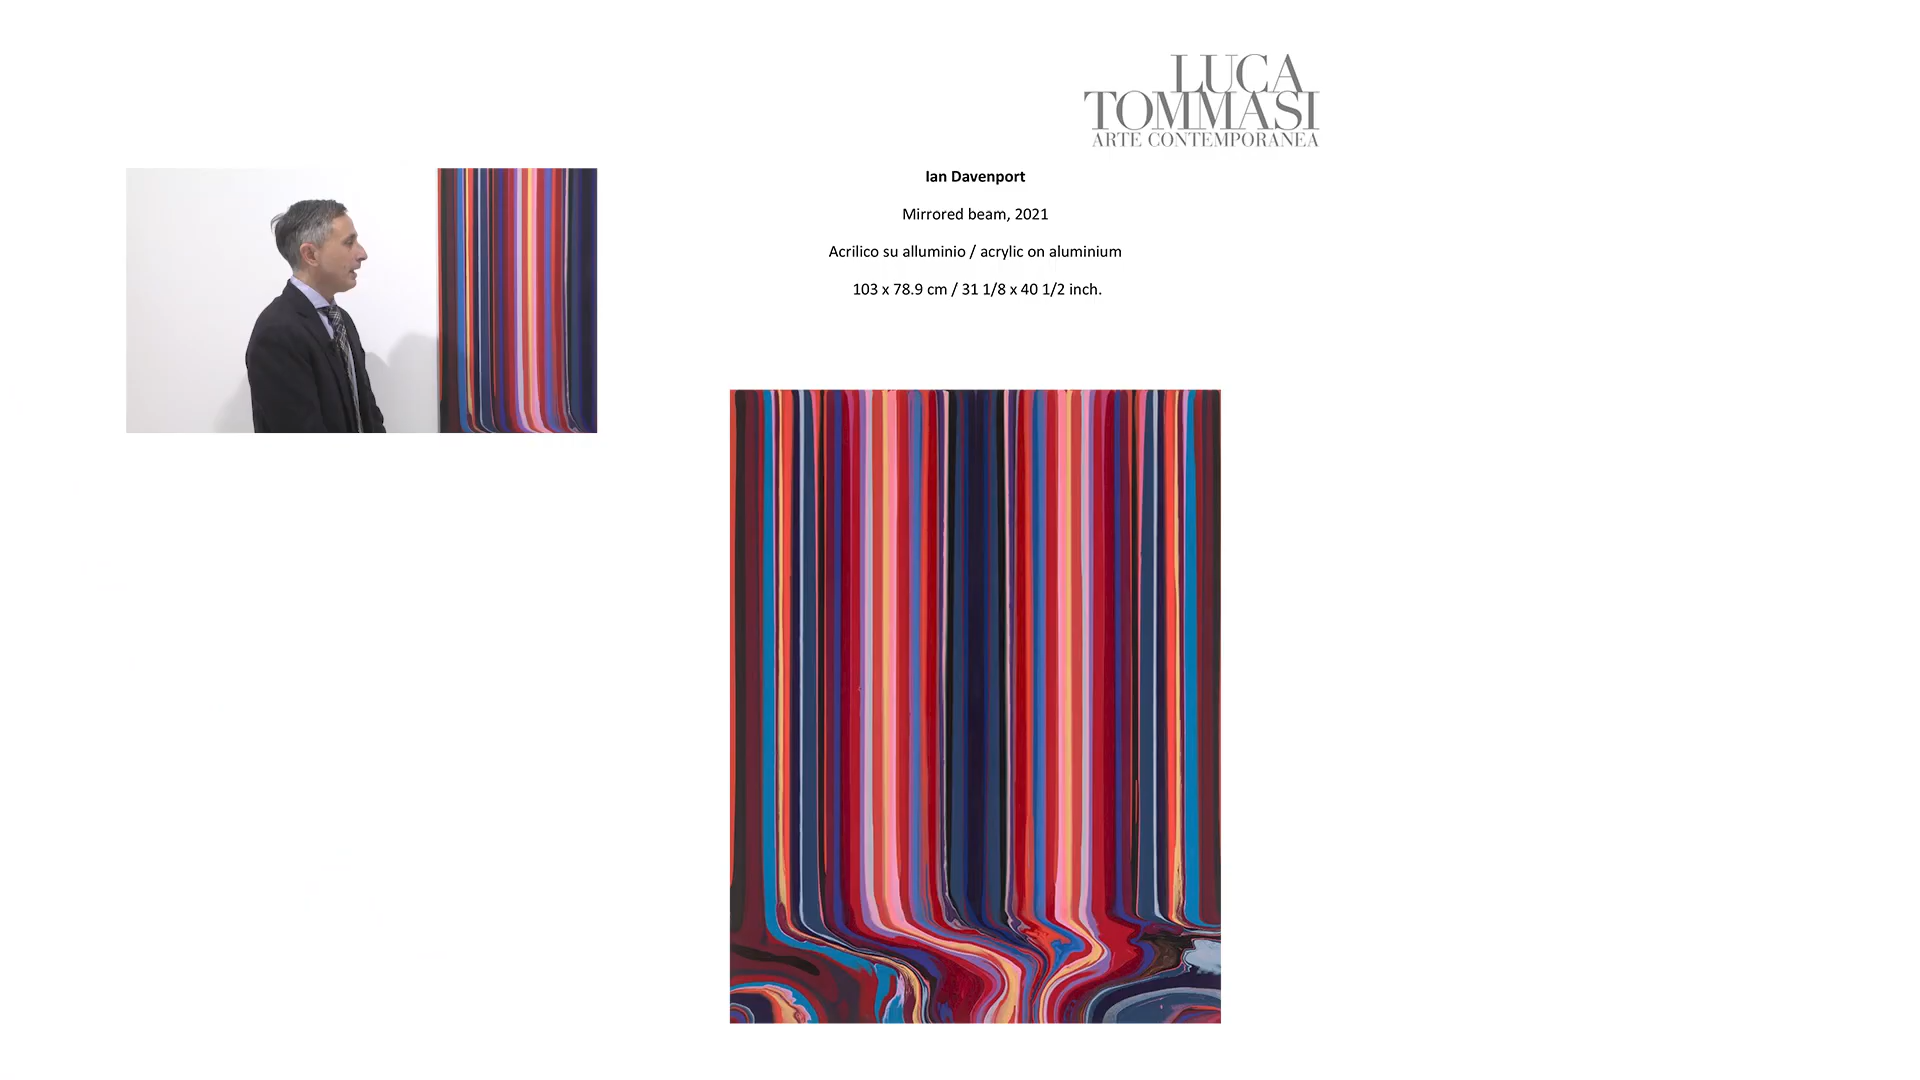 LUCA
TOMMASI
ARTE CONTEMPORANEA
Ian Davenport
Mirrored beam, 2021
Acrilico su alluminio / acrylic on aluminium
103 x 78.9 cm / 31 1/8 x 40 1/2 inch.